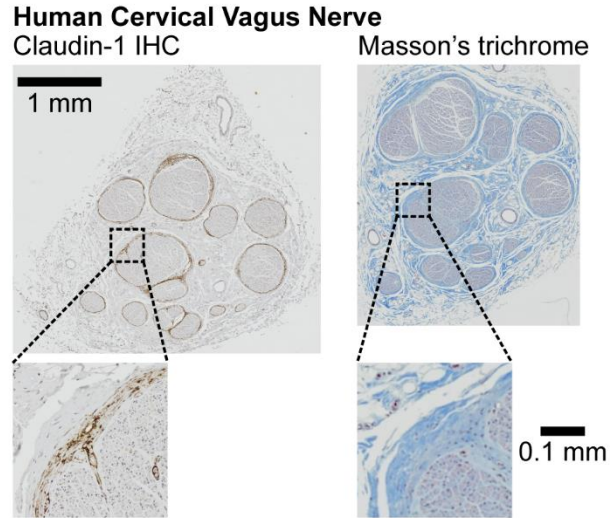 Human Cervical Vagus Nerve
Claudin-1 IHC
Masson's trichrome
1 mm
0.1 mm